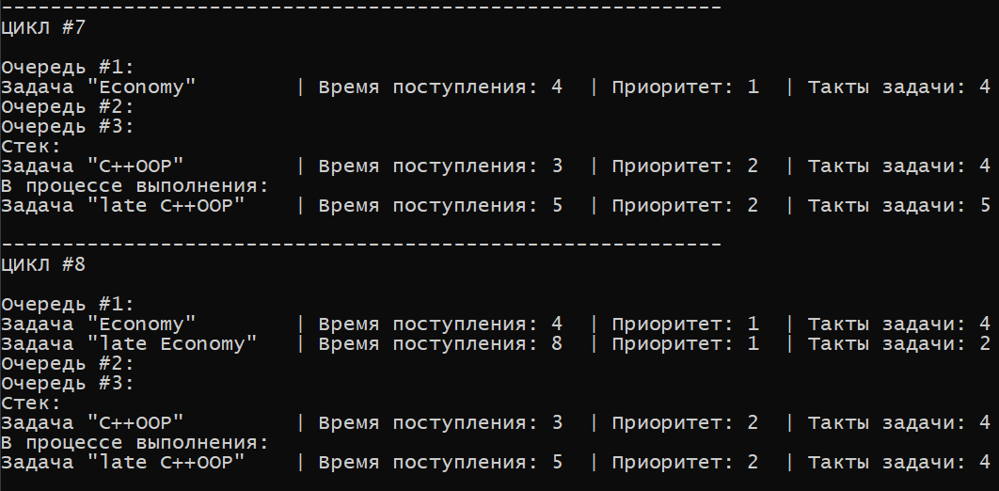 -----------------------------------------------------------
ЦИКЛ #7
Очередь #1:
Задача "Economy"        | Время поступления: 4  | Приоритет: 1  | Такты задачи: 4
Очередь #2:
Очередь #3:
Стек:
Задача "C++OOP"         | Время поступления: 3  | Приоритет: 2  | Такты задачи: 4
В процессе выполнения:
Задача "late C++OOP"    | Время поступления: 5  | Приоритет: 2  | Такты задачи: 5
-----------------------------------------------------------
ЦИКЛ #8
Очередь #1:
Задача "Economy"        | Время поступления: 4  | Приоритет: 1  | Такты задачи: 4
Задача "late Economy"   | Время поступления: 8  | Приоритет: 1  | Такты задачи: 2
Очередь #2:
Очередь #3:
Стек:
Задача "C++OOP"         | Время поступления: 3  | Приоритет: 2  | Такты задачи: 4
В процессе выполнения:
Задача "late C++OOP"    | Время поступления: 5  | Приоритет: 2  | Такты задачи: 4